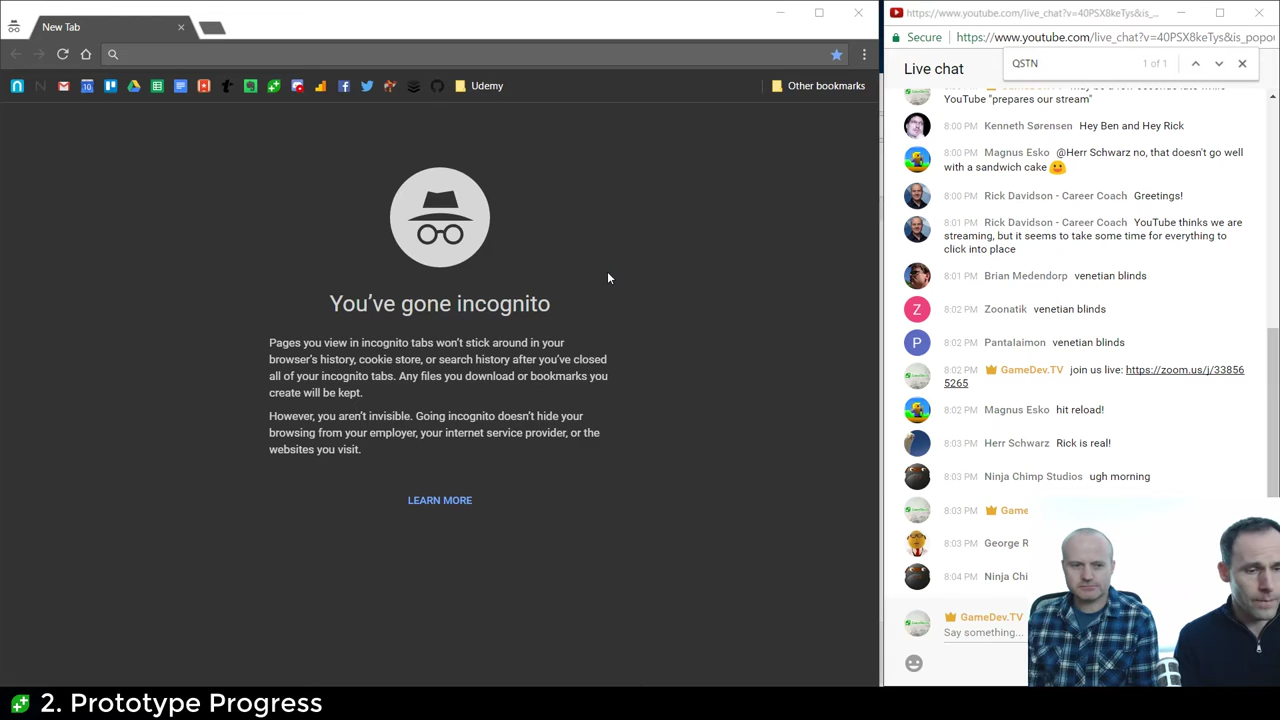 New Tab
Udemy
Other bookmarks
You've gone incognito
Pages you view in incognito tabs won't stick around in your
browser's history, cookie store, or search history after you've closed
all of your incognito tabs. Any files you download or bookmarks you
create will be kept.
However, you aren't invisible. Going incognito doesn't hide your
browsing from your employer, your internet service provider, or the
websites you visit.
LEARN MORE
https://www.youtube.com/live_chat?v=40PSX8keTys&is_...
Secure https://www.youtube.com/live_chat?v=40PSX8keTys&is_popou
QSTN 1 of 1
Live chat
YouTube "prepares our stream"
8:00 PM Kenneth Sørensen Hey Ben and Hey Rick
8:00 PM Magnus Esko @Herr Schwarz no, that doesn't go well
with a sandwich cake
8:00 PM Rick Davidson - Career Coach Greetings!
8:01 PM Rick Davidson - Career Coach YouTube thinks we are
streaming, but it seems to take some time for everything to
click into place
8:01 PM Brian Medendorp venetian blinds
Z 8:02 PM Zoonatik venetian blinds
P 8:02 PM Pantalaimon venetian blinds
8:02 PM GameDev.TV join us live: https://zoom.us/j/33856
5265
8:02 PM Magnus Esko hit reload!
8:03 PM Herr Schwarz Rick is real!
8:03 PM Ninja Chimp Studios ugh morning
8:03 PM Game
8:03 PM George R
8:04 PM Ninja Chi
GameDev.TV
Say something...
2. Prototype Progress